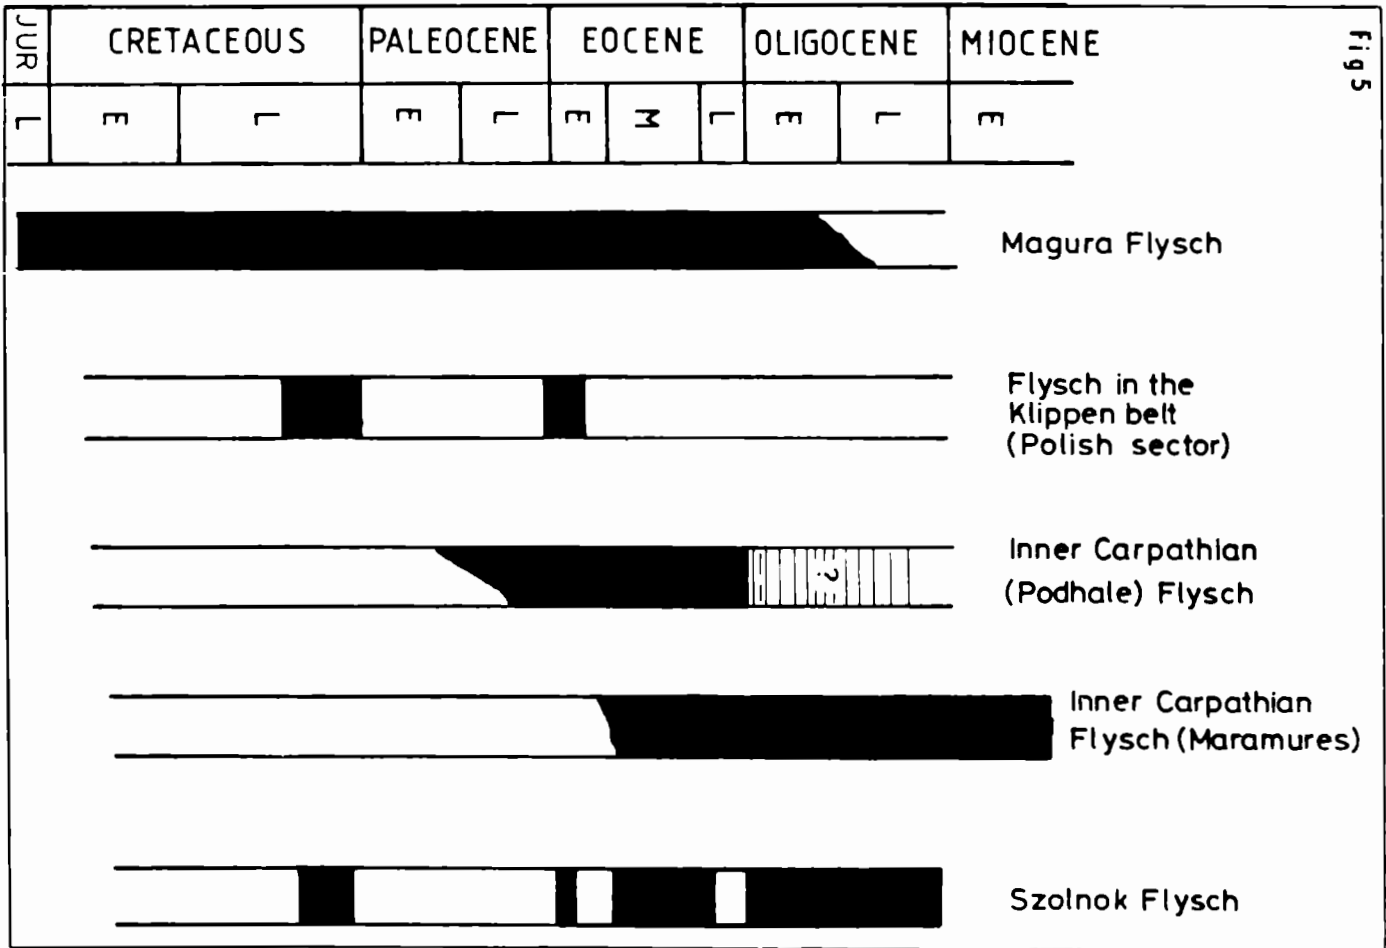 JUR CRETACEOUS PALEOCENE EOCENE OLIGOCENE MIOCENE
L E L E L E M L E L E
Fig 5
Magura Flysch
Flysch in the
Klippen belt
(Polish sector)
?
Inner Carpathian
(Podhale) Flysch
Inner Carpathian
Flysch (Maramures)
Szolnok Flysch